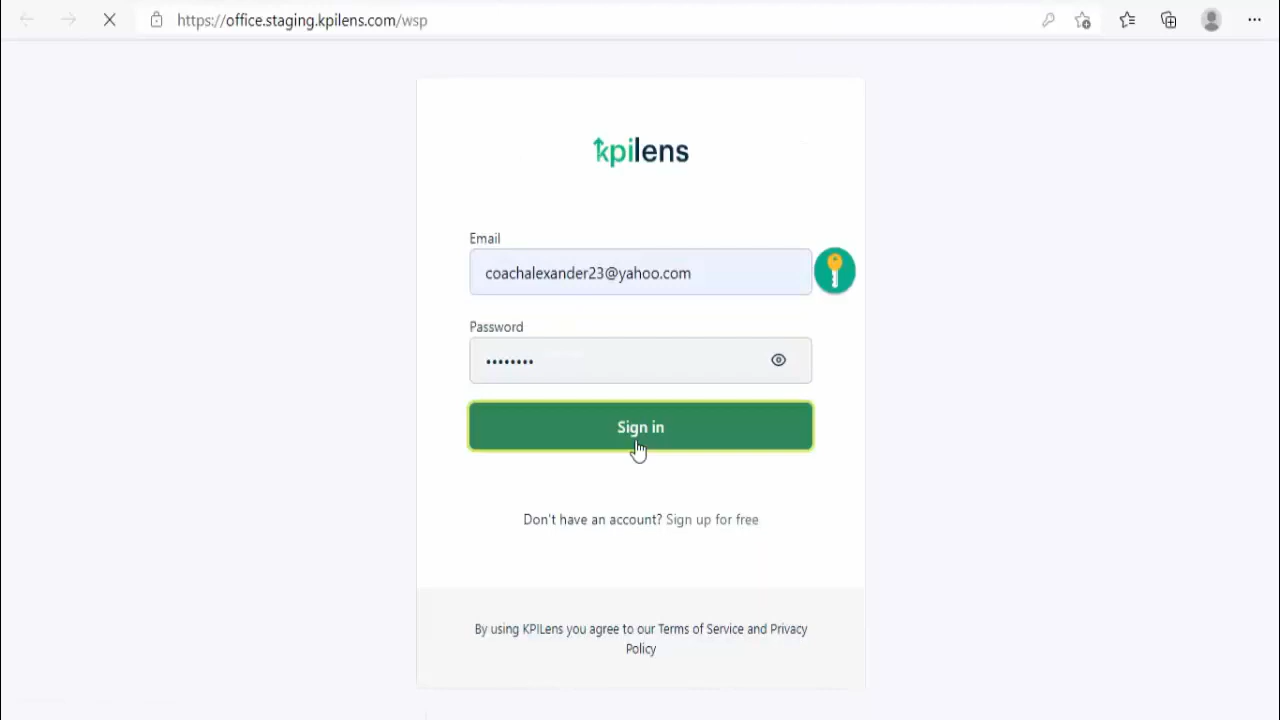 https://office.staging.kpilens.com/wsp
kpilens
Email
coachalexander23@yahoo.com
Password
••••••••
Sign in
Don't have an account? Sign up for free
By using KPILens you agree to our Terms of Service and Privacy
Policy